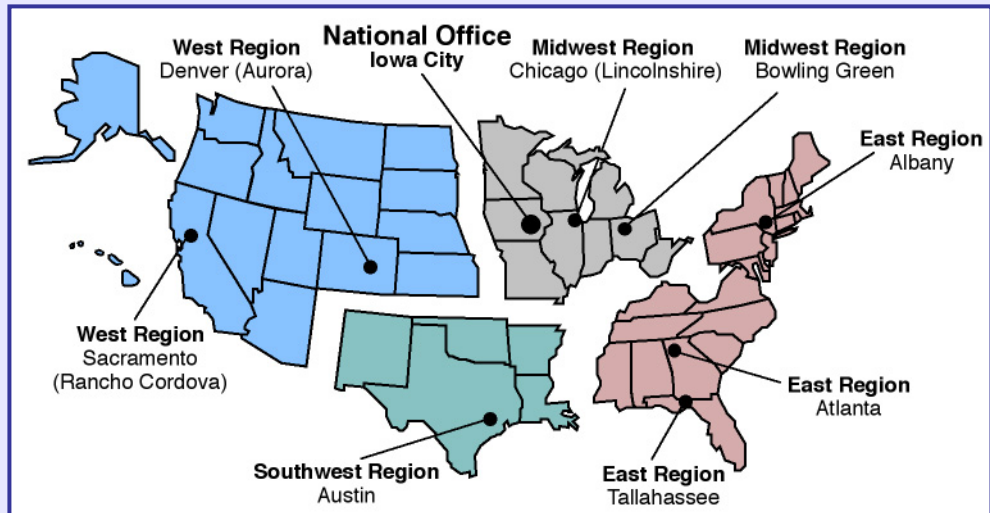 West Region
Denver (Aurora)
National Office
Iowa City
Midwest Region
Chicago (Lincolnshire)
Midwest Region
Bowling Green
East Region
Albany
West Region
Sacramento
(Rancho Cordova)
East Region
Atlanta
Southwest Region
Austin
East Region
Tallahassee